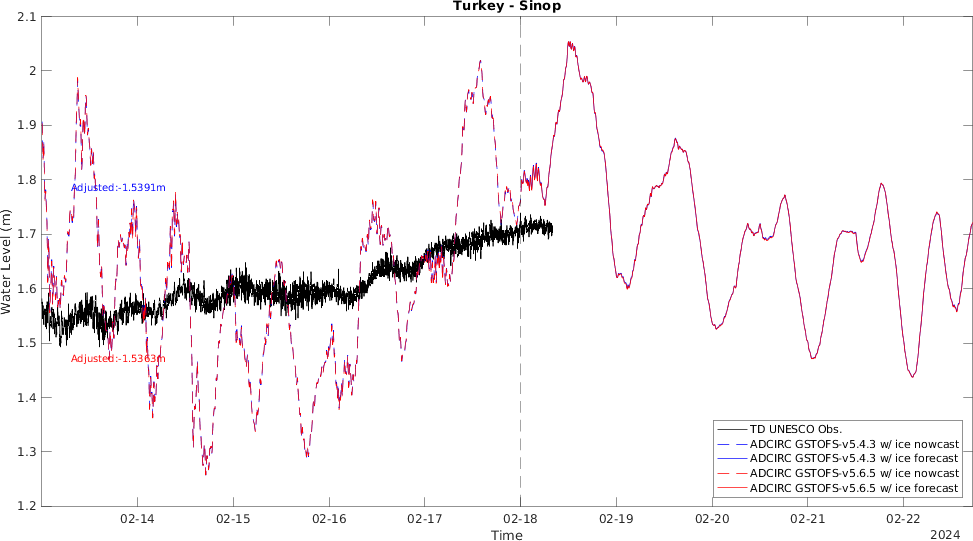 Turkey - Sinop
2.1
2
1.9
1.8
1.7
1.6
1.5
1.4
1.3
1.2
Water Level (m)
Adjusted:-1.5391m
Adjusted:-1.5363m
TD UNESCO Obs.
ADCIRC GSTOFS-v5.4.3 w/ ice nowcast
ADCIRC GSTOFS-v5.4.3 w/ ice forecast
ADCIRC GSTOFS-v5.6.5 w/ ice nowcast
ADCIRC GSTOFS-v5.6.5 w/ ice forecast
02-14 02-15 02-16 02-17 02-18 02-19 02-20 02-21 02-22
Time
2024